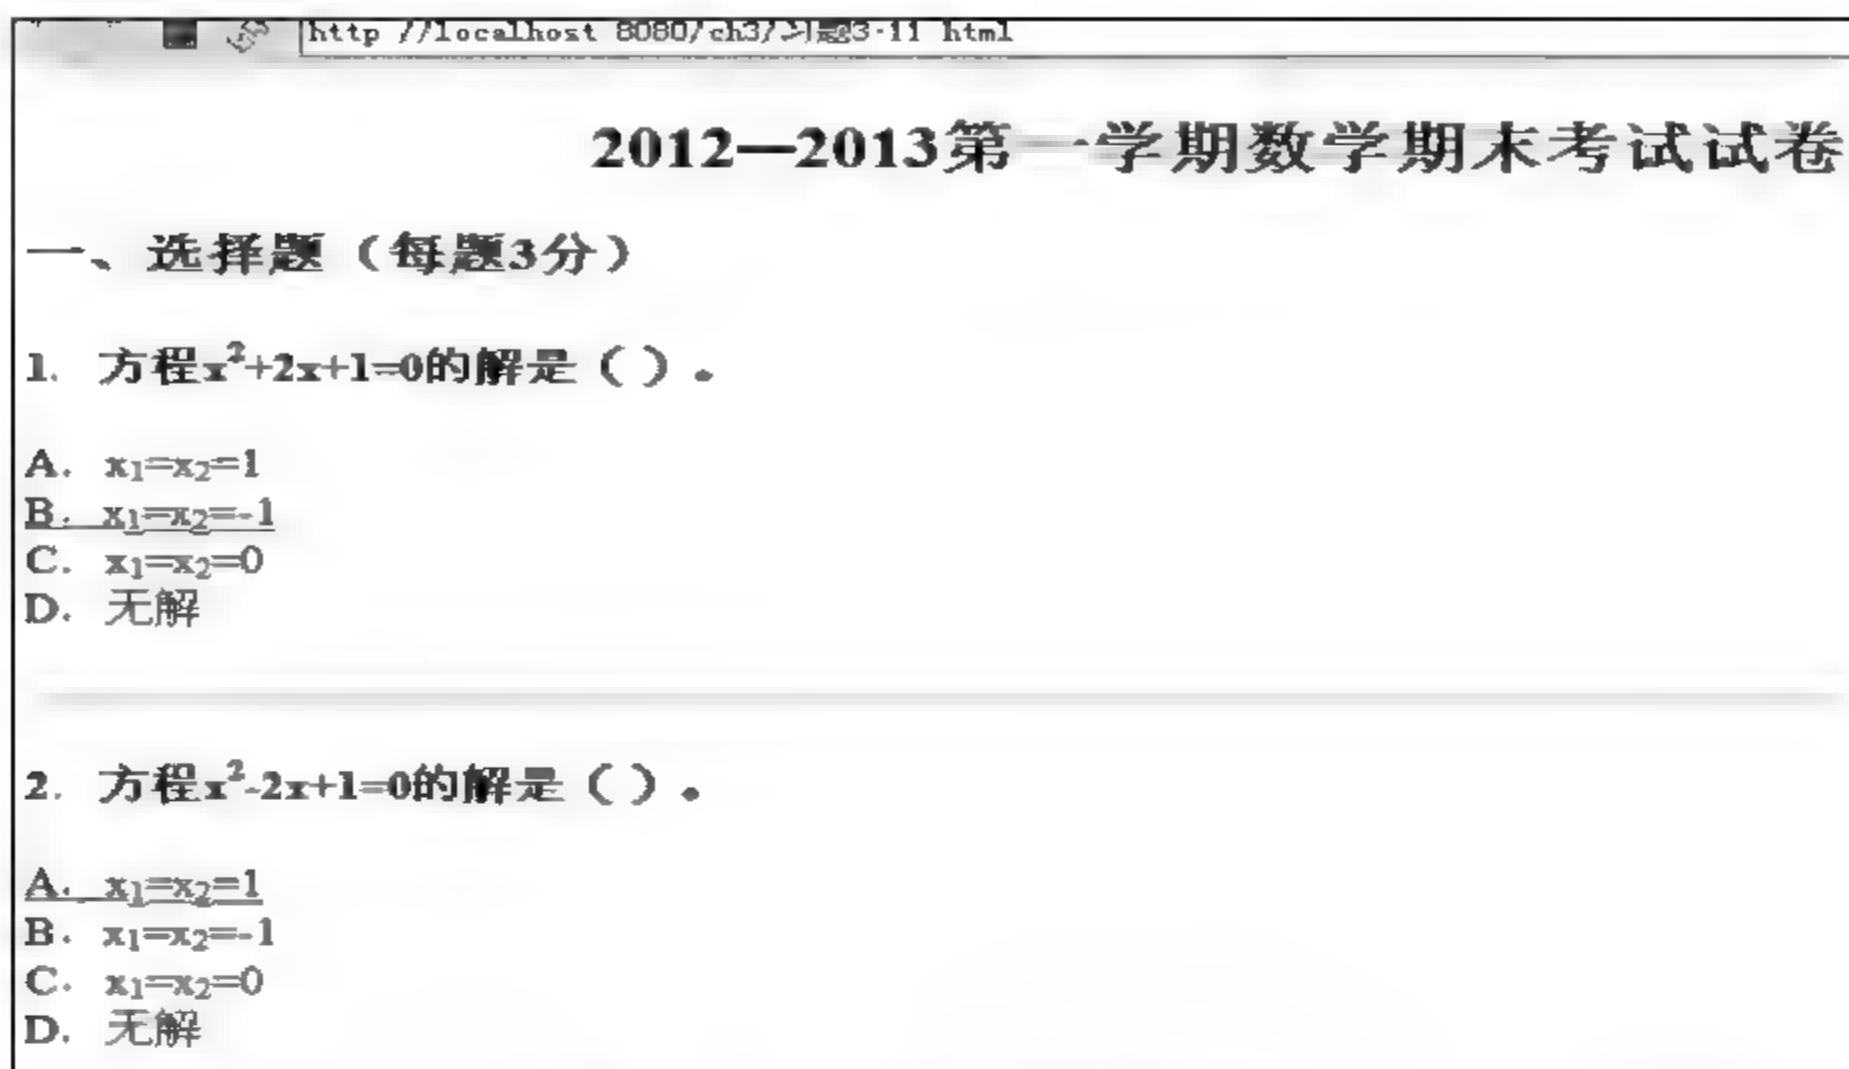 http //localhost 8080/ch3/习题3-11 html
2012—2013第一学期数学期末考试试卷
一、选择题（每题3分）
1. 方程x²+2x+1=0的解是（ ）。
A. x₁=x₂=1
B. x₁=x₂=-1
C. x₁=x₂=0
D. 无解
2. 方程x²-2x+1=0的解是（ ）。
A. x₁=x₂=1
B. x₁=x₂=-1
C. x₁=x₂=0
D. 无解